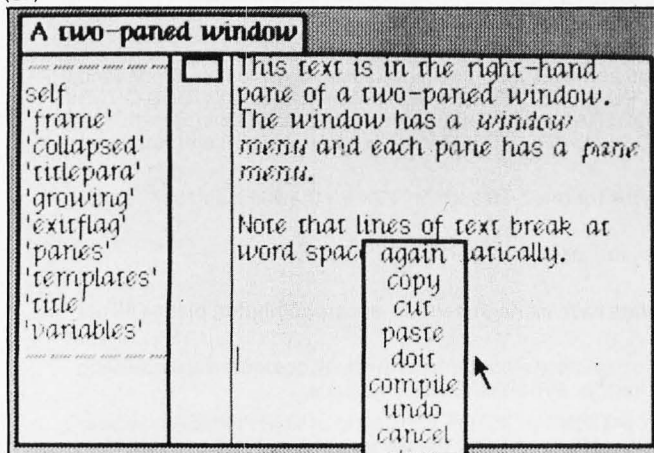 A two-paned window
self
'frame'
'collapsed'
'titlepara'
'growing'
'exitflag'
'panes'
'templates'
'title'
'variables'
This text is in the right-hand
pane of a two-paned window.
The window has a window
menu and each pane has a pane
menu.
Note that lines of text break at
word spac atically.
again
copy
cut
paste
doit
compile
undo
cancel